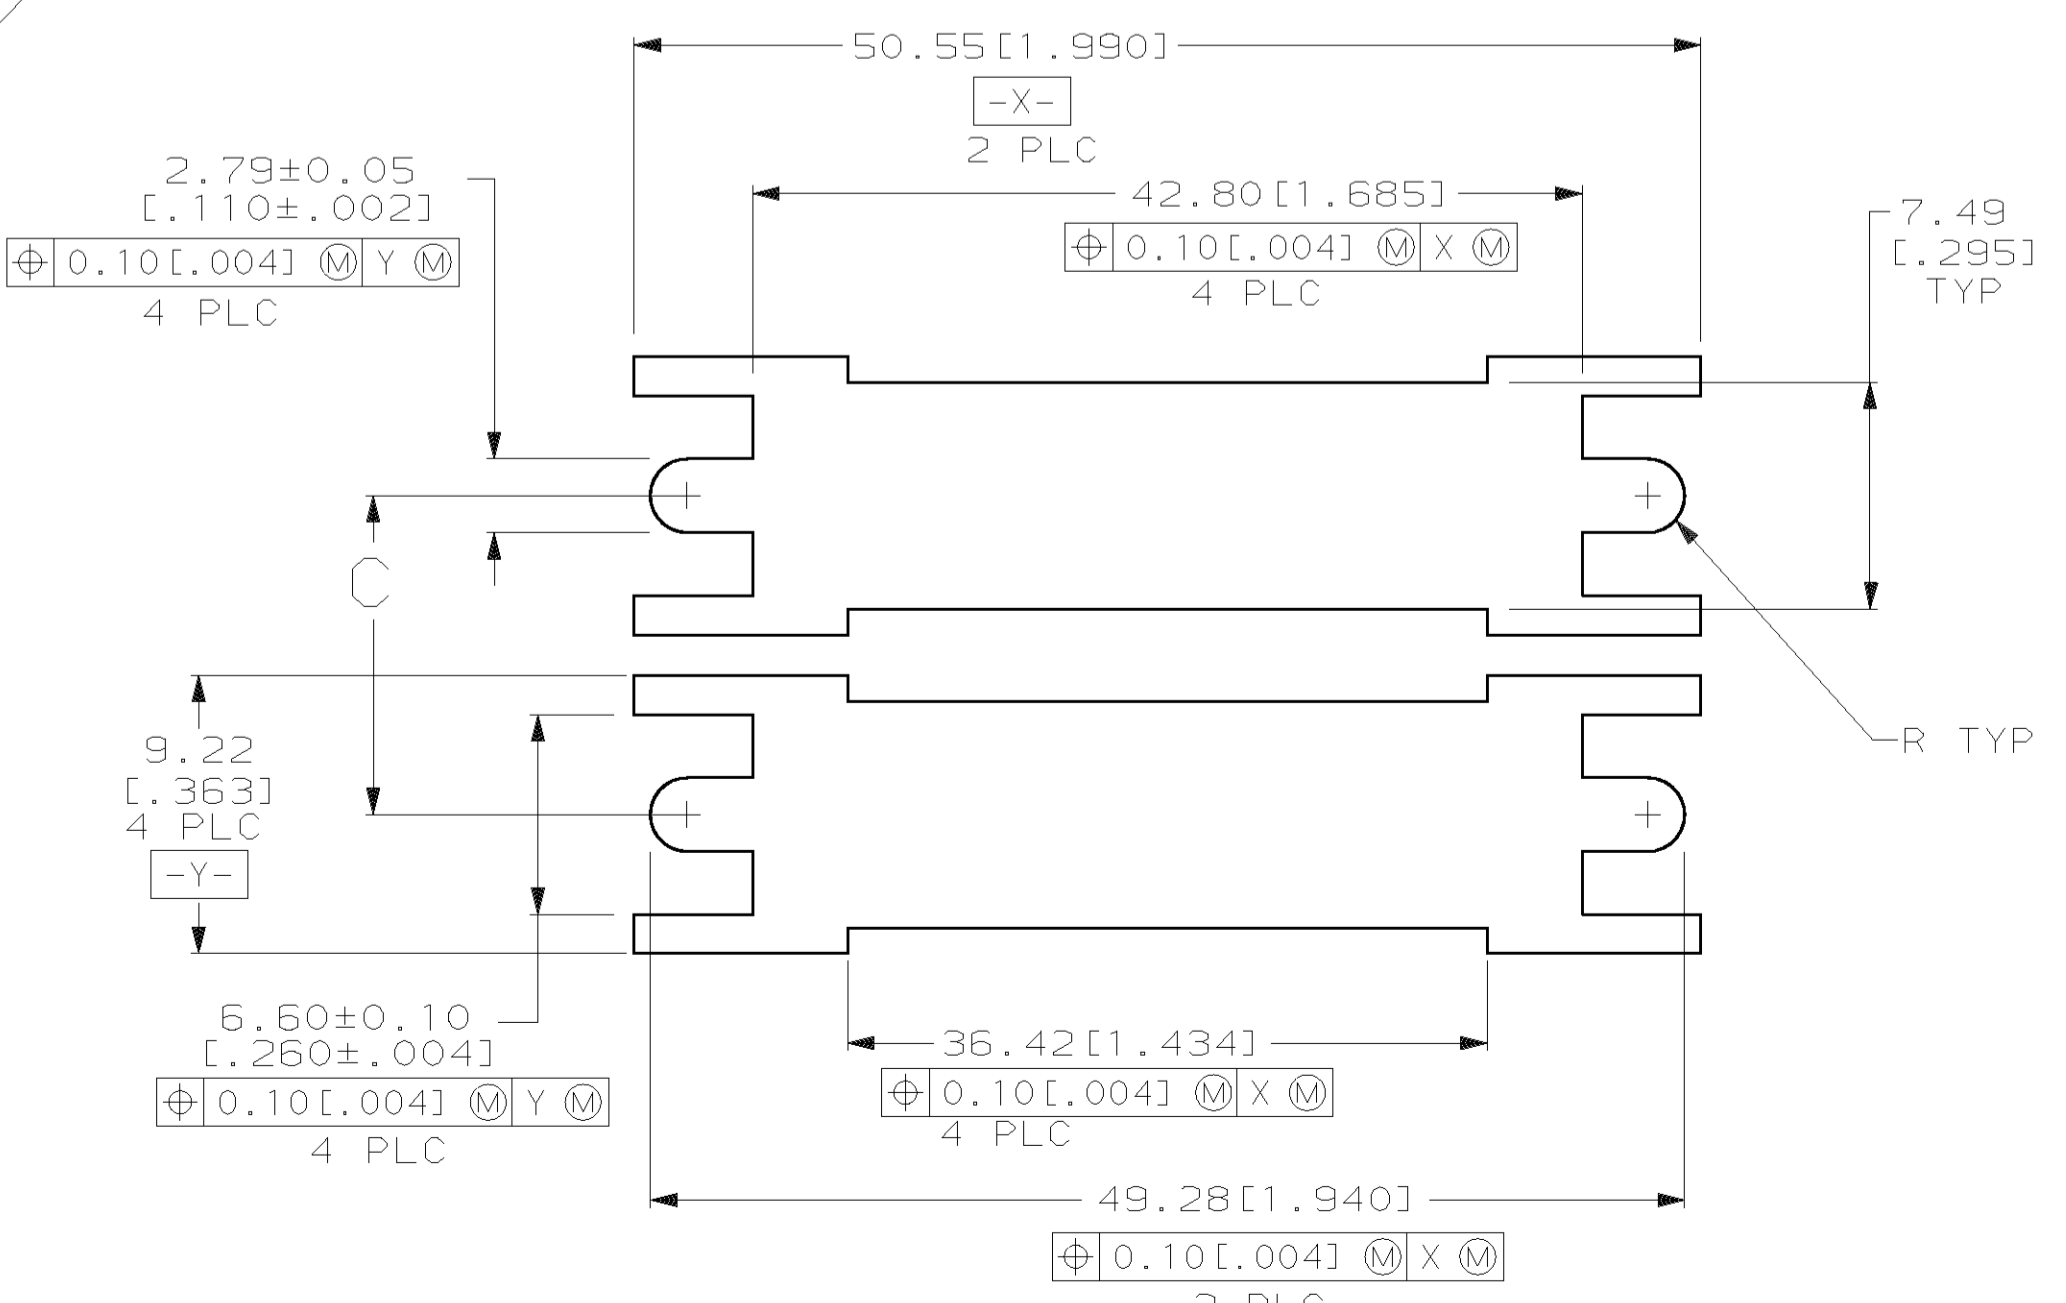 50.55[1.990]
-X-
2 PLC
2.79±0.05
[.110±.002]
⌖ 0.10[.004] Ⓜ Y Ⓜ
4 PLC
42.80[1.685]
⌖ 0.10[.004] Ⓜ X Ⓜ
4 PLC
7.49
[.295]
TYP
C
R TYP
9.22
[.363]
4 PLC
-Y-
6.60±0.10
[.260±.004]
⌖ 0.10[.004] Ⓜ Y Ⓜ
4 PLC
36.42[1.434]
⌖ 0.10[.004] Ⓜ X Ⓜ
4 PLC
49.28[1.940]
⌖ 0.10[.004] Ⓜ X Ⓜ
2 PLC